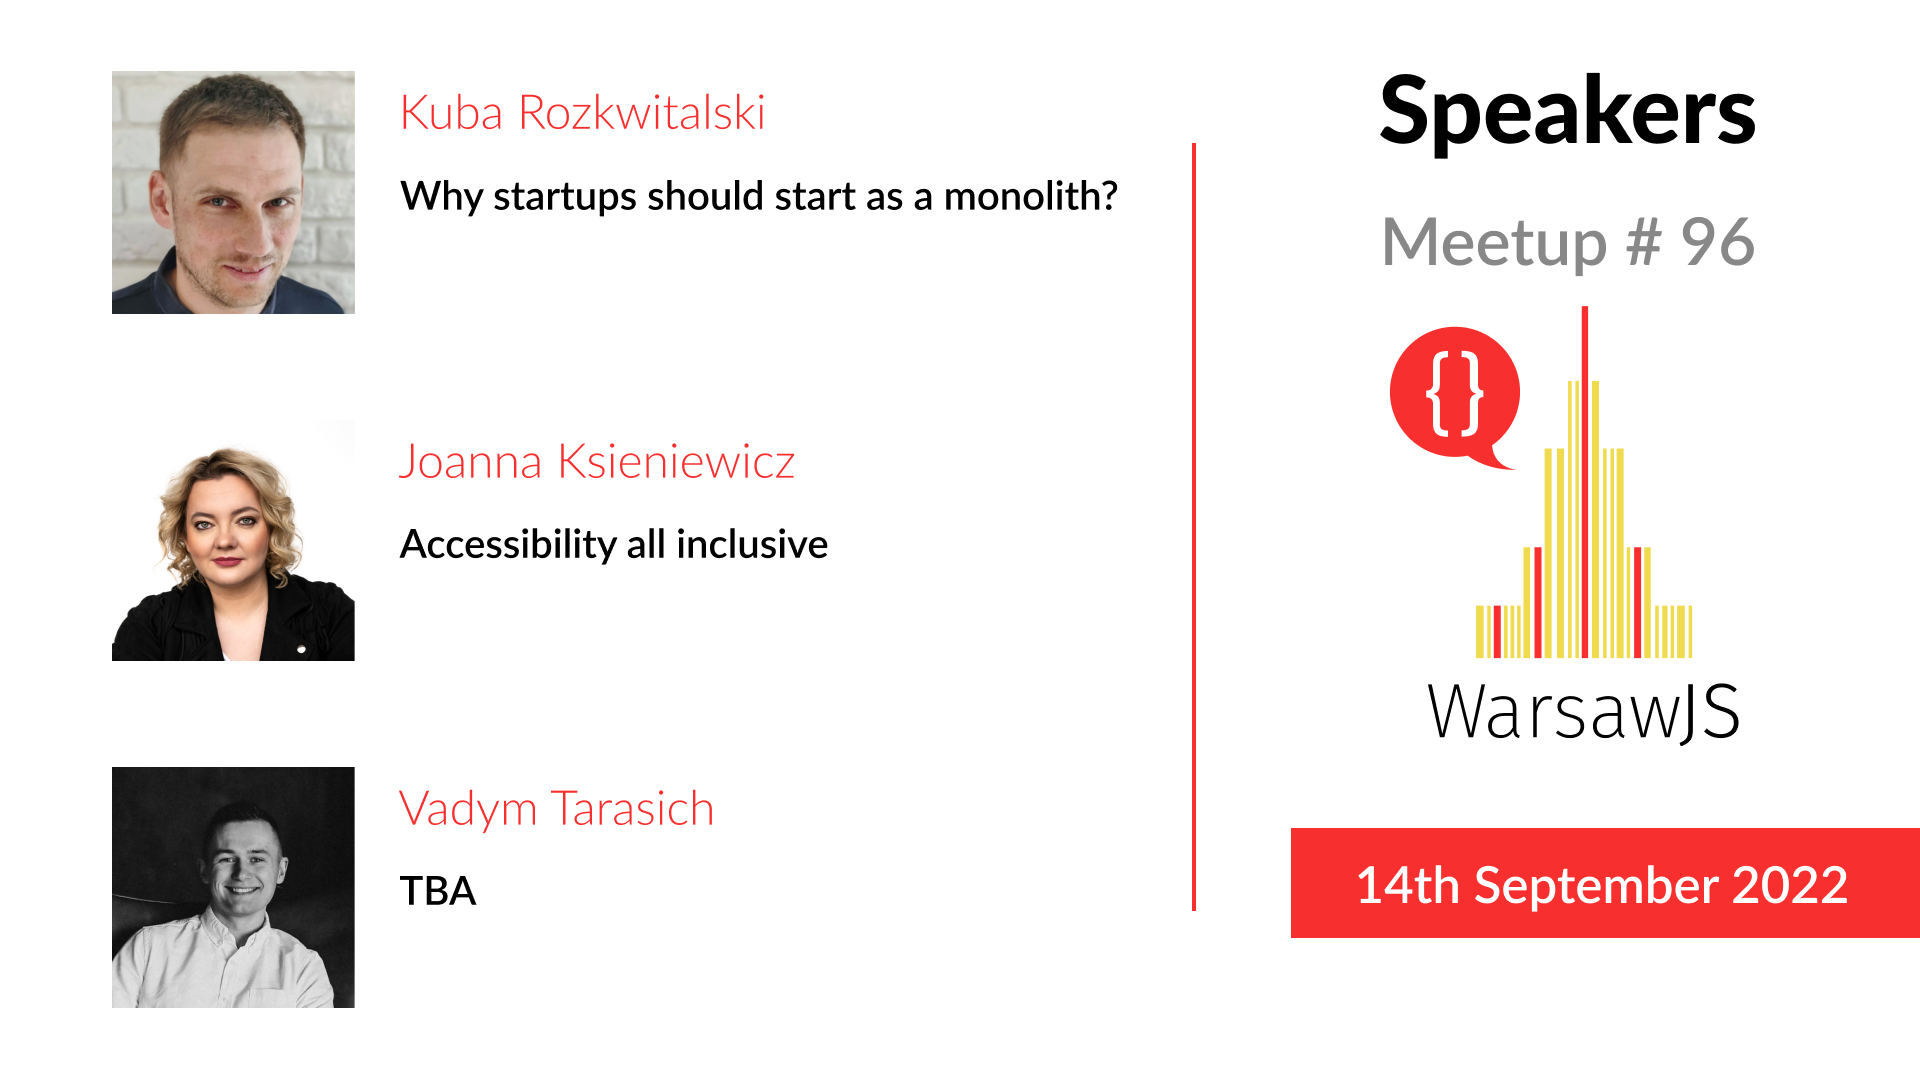 Kuba Rozkwitalski
Why startups should start as a monolith?
Joanna Ksieniewicz
Accessibility all inclusive
Vadym Tarasich
TBA
Speakers
Meetup # 96
{}
WarsawJS
14th September 2022